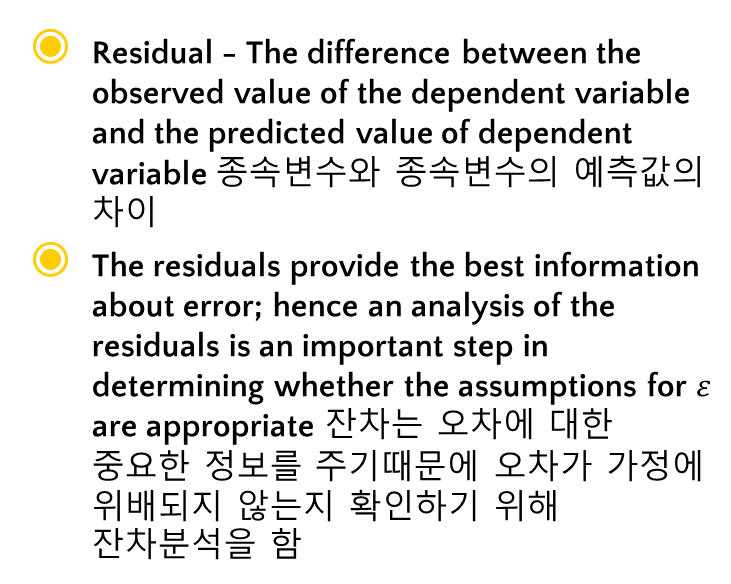 Residual – The difference between the
observed value of the dependent variable
and the predicted value of dependent
variable 종속변수와 종속변수의 예측값의
차이
The residuals provide the best information
about error; hence an analysis of the
residuals is an important step in
determining whether the assumptions for ε
are appropriate 잔차는 오차에 대한
중요한 정보를 주기때문에 오차가 가정에
위배되지 않는지 확인하기 위해
잔차분석을 함